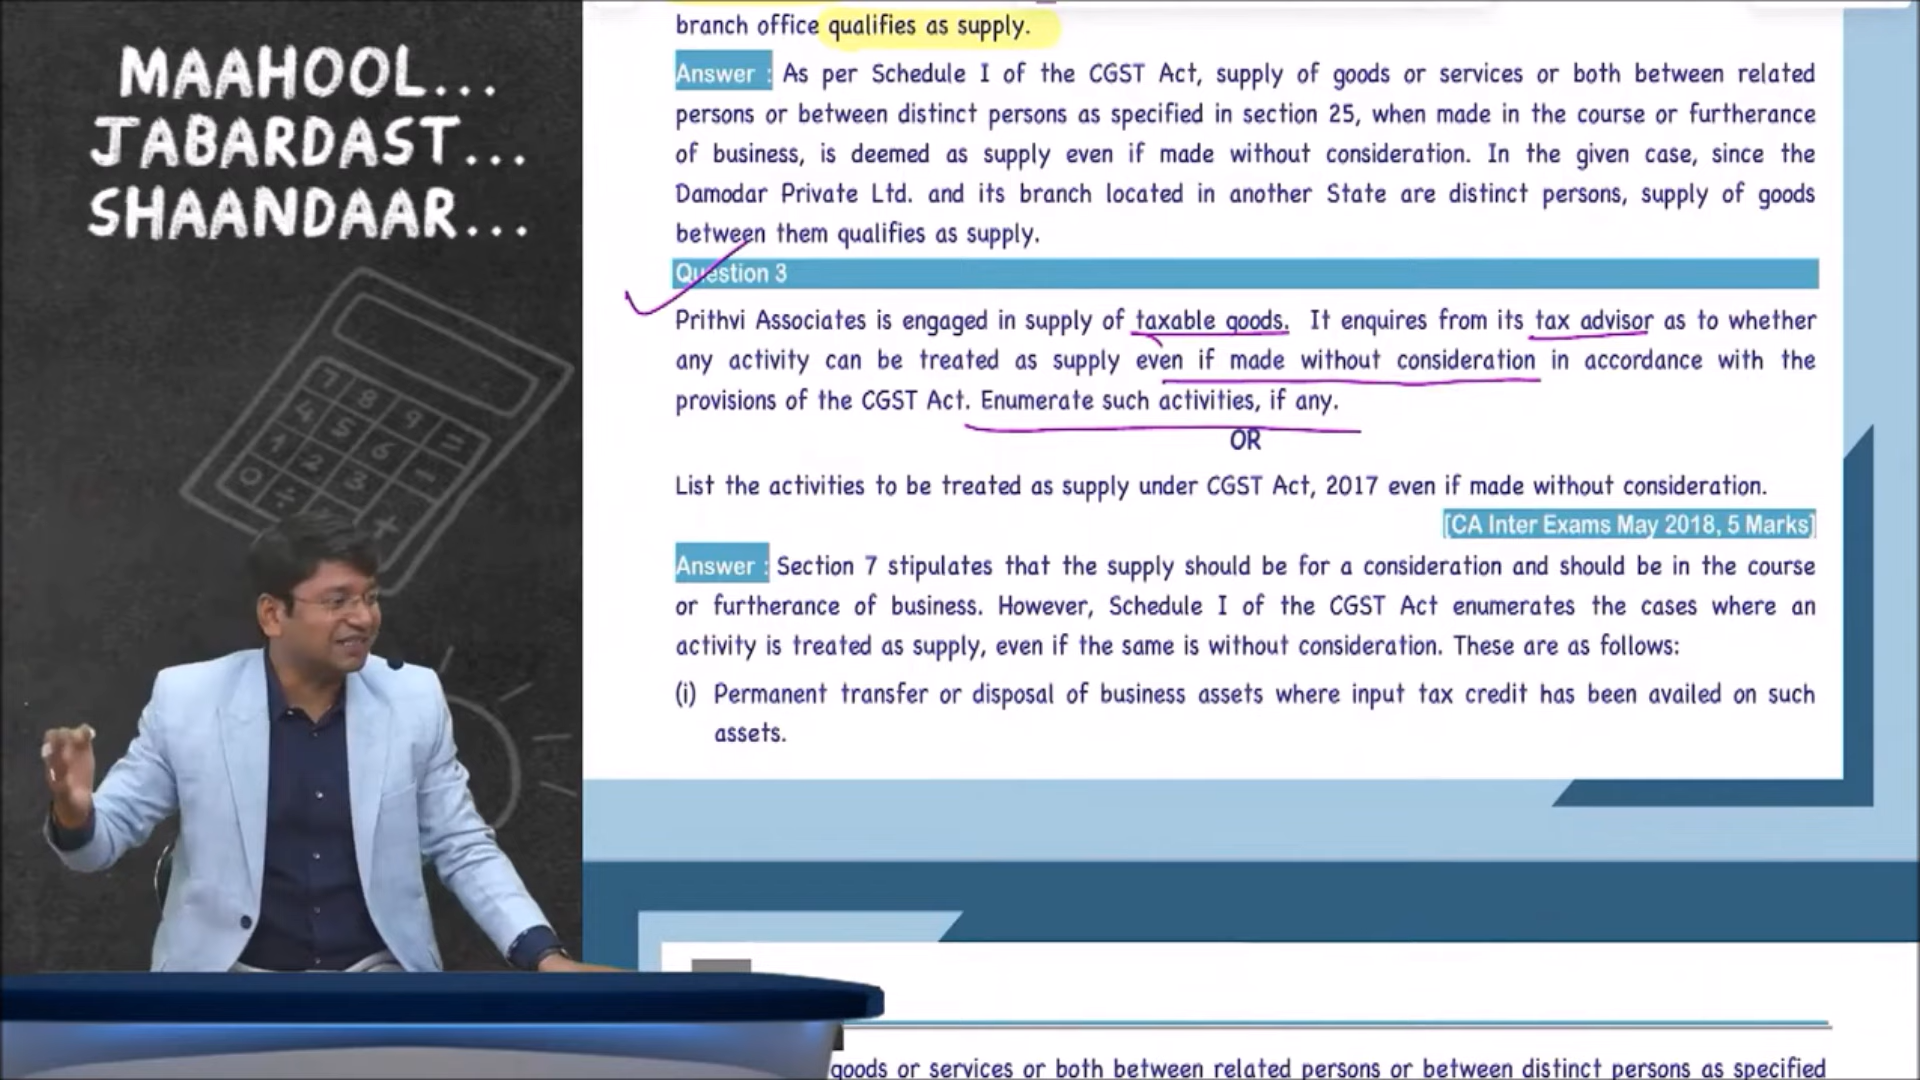 MAAHOOL...
JABARDAST...
SHAANDAAR...
7 8 9 =
4 5 6 -
1 2 3
0 ÷ +
branch office qualifies as supply.
Answer : As per Schedule I of the CGST Act, supply of goods or services or both between related
persons or between distinct persons as specified in section 25, when made in the course or furtherance
of business, is deemed as supply even if made without consideration. In the given case, since the
Damodar Private Ltd. and its branch located in another State are distinct persons, supply of goods
between them qualifies as supply.
Question 3
Prithvi Associates is engaged in supply of taxable goods. It enquires from its tax advisor as to whether
any activity can be treated as supply even if made without consideration in accordance with the
provisions of the CGST Act. Enumerate such activities, if any.
OR
List the activities to be treated as supply under CGST Act, 2017 even if made without consideration.
[CA Inter Exams May 2018, 5 Marks]
Answer : Section 7 stipulates that the supply should be for a consideration and should be in the course
or furtherance of business. However, Schedule I of the CGST Act enumerates the cases where an
activity is treated as supply, even if the same is without consideration. These are as follows:
(i) Permanent transfer or disposal of business assets where input tax credit has been availed on such
assets.
goods or services or both between related persons or between distinct persons as specified